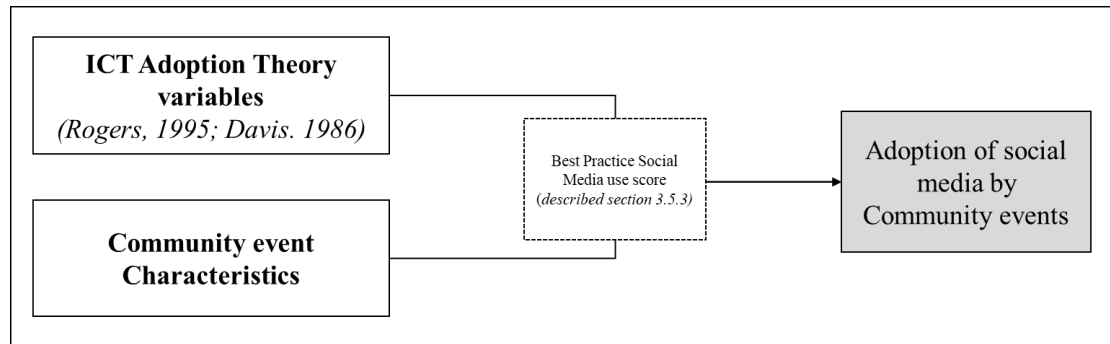 ICT Adoption Theory
variables
(Rogers, 1995; Davis. 1986)
Best Practice Social
Media use score
(described section 3.5.3)
Adoption of social
media by
Community events
Community event
Characteristics